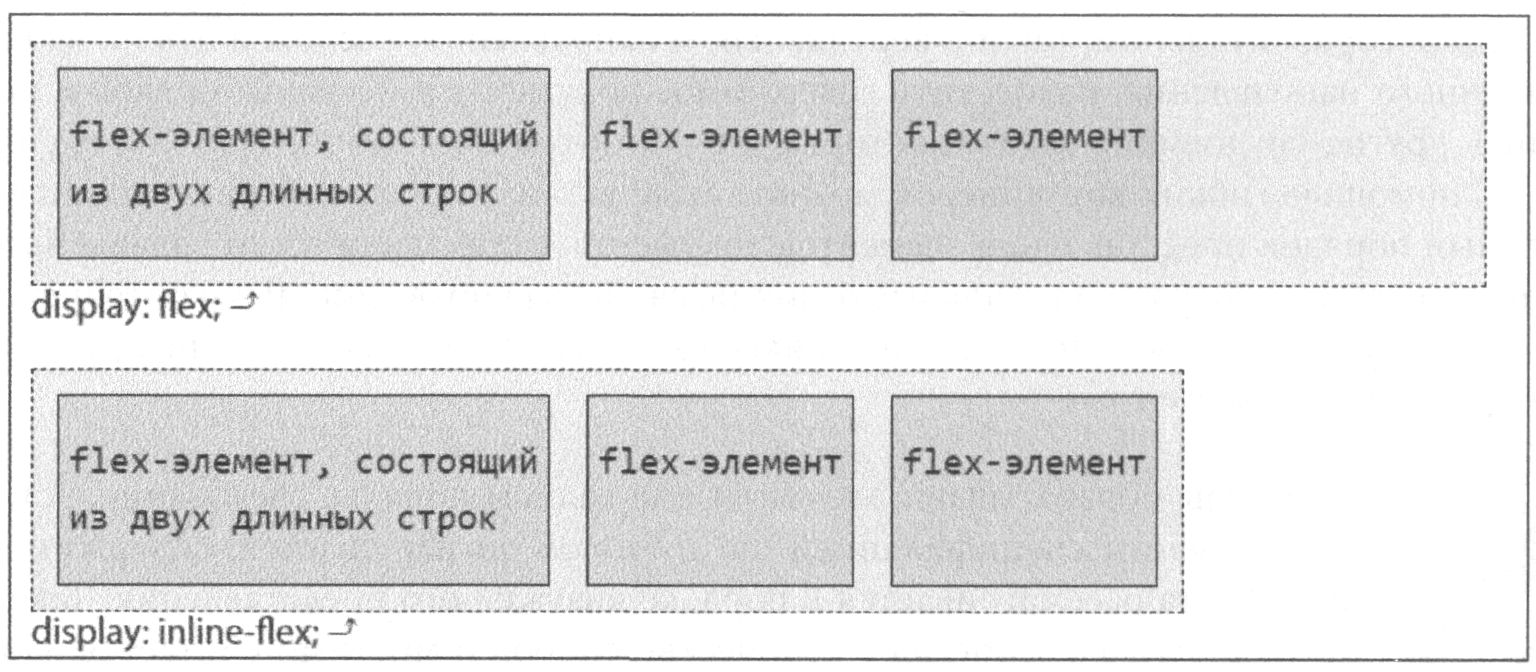 flex-элемент, состоящий
из двух длинных строк
flex-элемент
flex-элемент
display: flex;
flex-элемент, состоящий
из двух длинных строк
flex-элемент
flex-элемент
display: inline-flex;